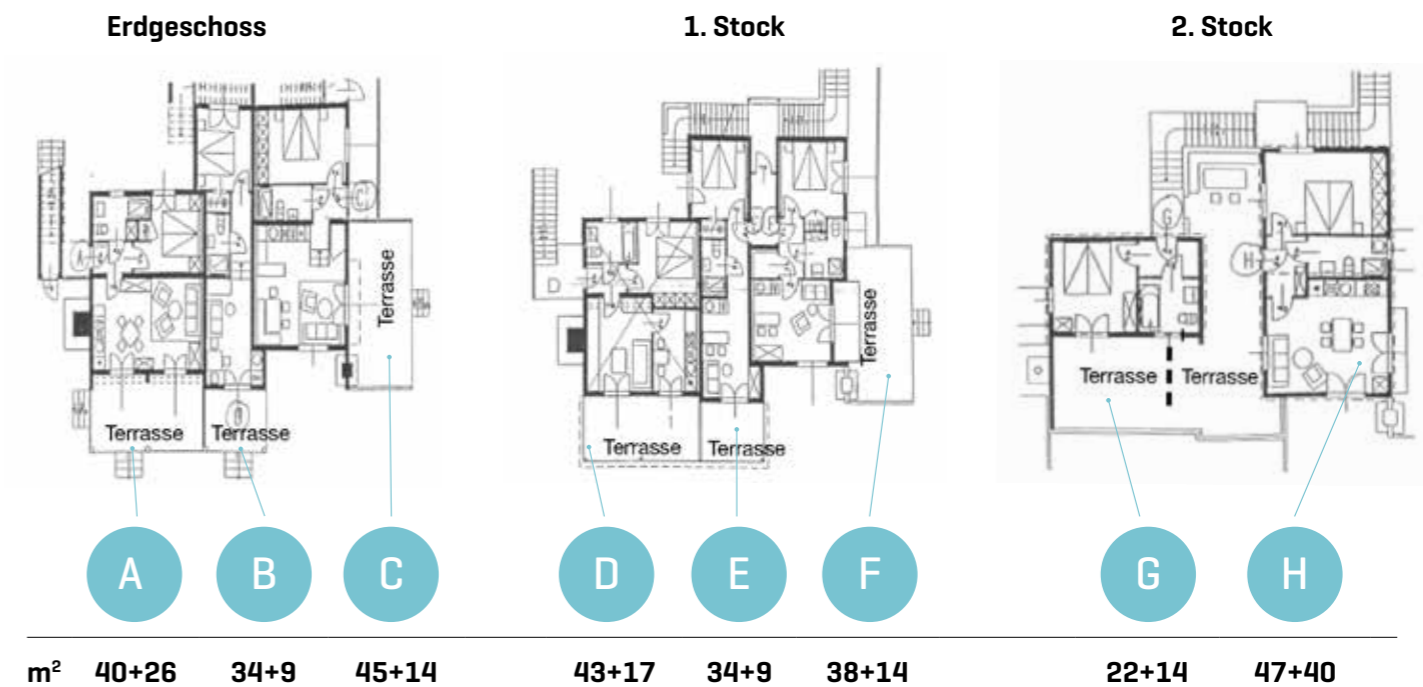 Erdgeschoss
1. Stock
2. Stock
A
C
Terrasse
Terrasse
Terrasse
D
Terrasse
Terrasse
Terrasse
G
H
Terrasse
Terrasse
A
B
C
D
E
F
G
H
m² 40+26 34+9 45+14 43+17 34+9 38+14 22+14 47+40